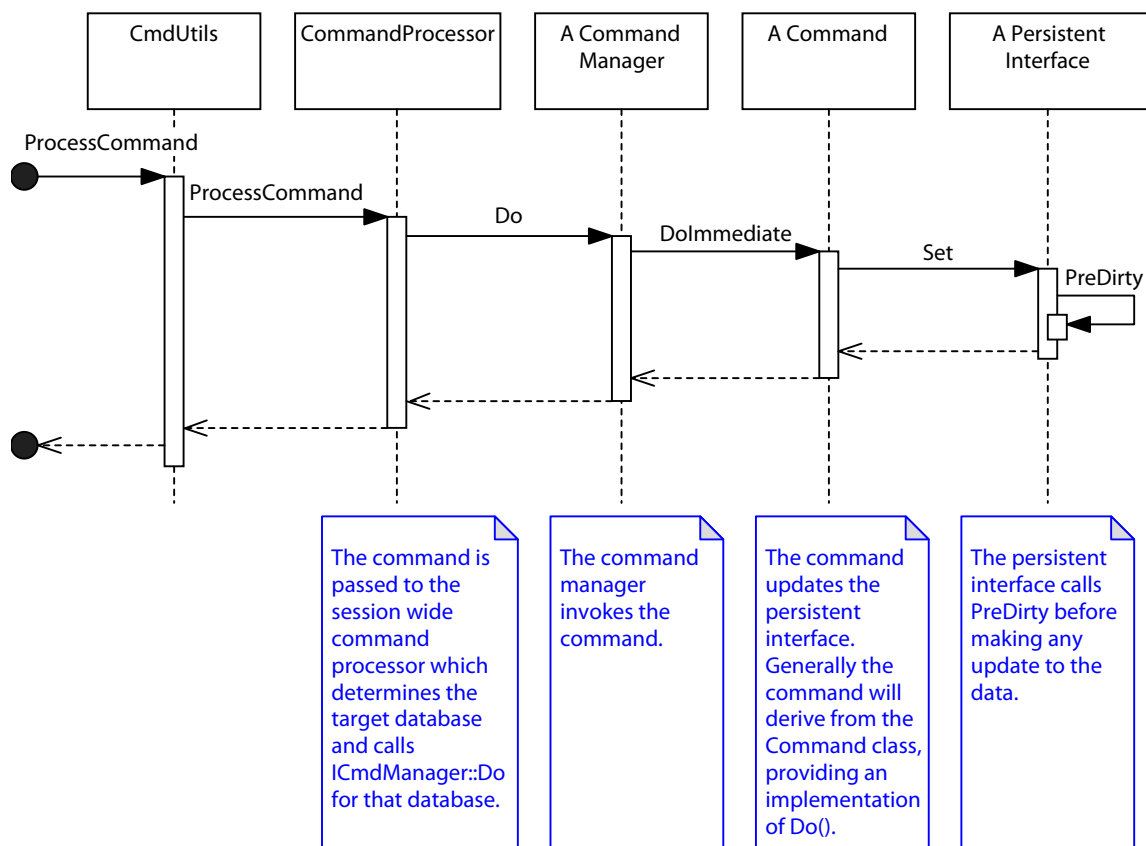 CmdUtils
CommandProcessor
A Command
Manager
A Command
A Persistent
Interface
ProcessCommand
ProcessCommand
Do
DoImmediate
Set
PreDirty
The command is
passed to the
session wide
command
processor which
determines the
target database
and calls
ICmdManager::Do
for that database.
The command
manager
invokes the
command.
The command
updates the
persistent
interface.
Generally the
command will
derive from the
Command class,
providing an
implementation
of Do().
The persistent
interface calls
PreDirty before
making any
update to the
data.